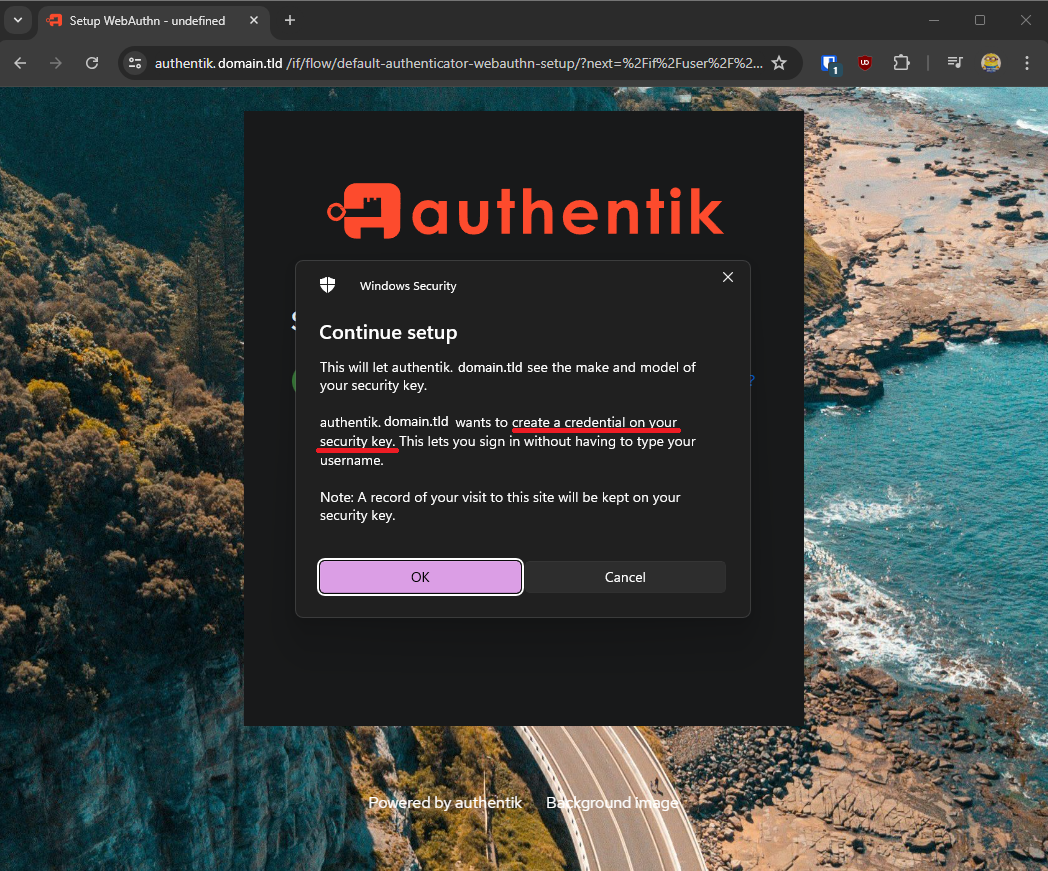 Setup WebAuthn - undefined
authentik.domain.tld /if/flow/default-authenticator-webauthn-setup/?next=%2Fif%2Fuser%2F%2...
1
UD
authentik
Windows Security
Continue setup
This will let authentik. domain.tld see the make and model of
your security key.
authentik. domain.tld wants to create a credential on your
security key. This lets you sign in without having to type your
username.
Note: A record of your visit to this site will be kept on your
security key.
OK
Cancel
S
?
Powered by authentik
Background image